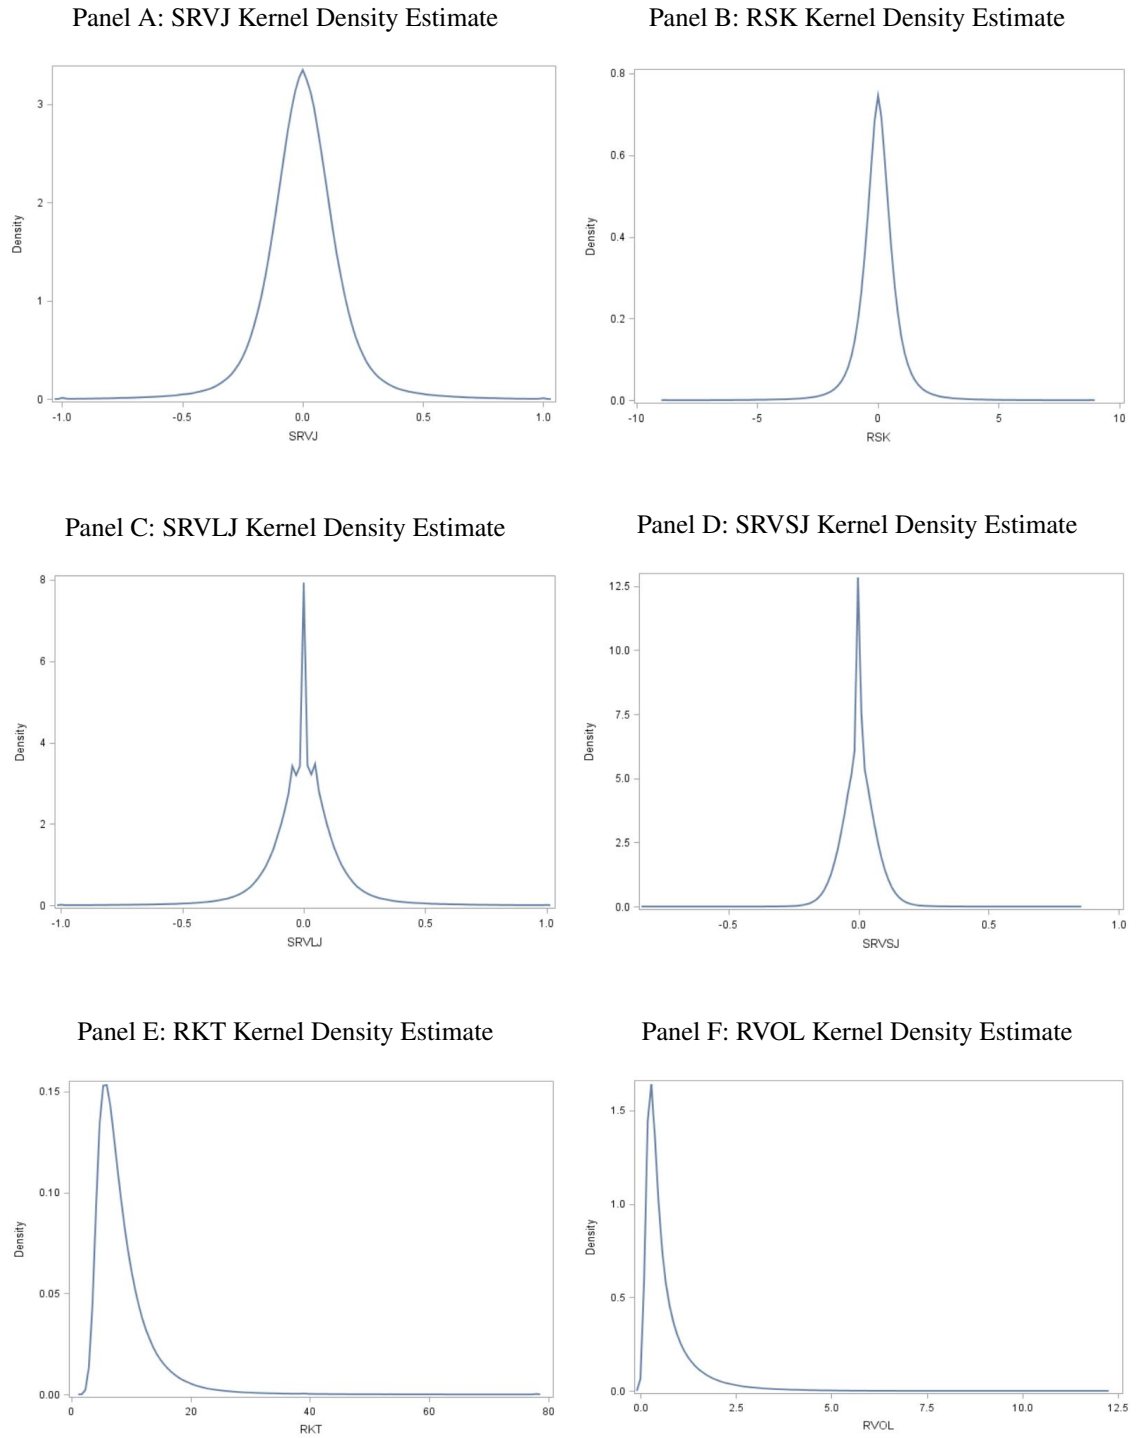 Panel A: SRVJ Kernel Density Estimate
3
2
1
0
Density
-1.0 -0.5 0.0 0.5 1.0
SRVJ
Panel B: RSK Kernel Density Estimate
0.8
0.6
0.4
0.2
0.0
Density
-10 -5 0 5 10
RSK
Panel C: SRVLJ Kernel Density Estimate
8
6
4
2
0
Density
-1.0 -0.5 0.0 0.5 1.0
SRVLJ
Panel D: SRVSJ Kernel Density Estimate
12.5
10.0
7.5
5.0
2.5
0.0
Density
-0.5 0.0 0.5 1.0
SRVSJ
Panel E: RKT Kernel Density Estimate
0.15
0.10
0.05
0.00
Density
0 20 40 60 80
RKT
Panel F: RVOL Kernel Density Estimate
1.5
1.0
0.5
0.0
Density
0.0 2.5 5.0 7.5 10.0 12.5
RVOL